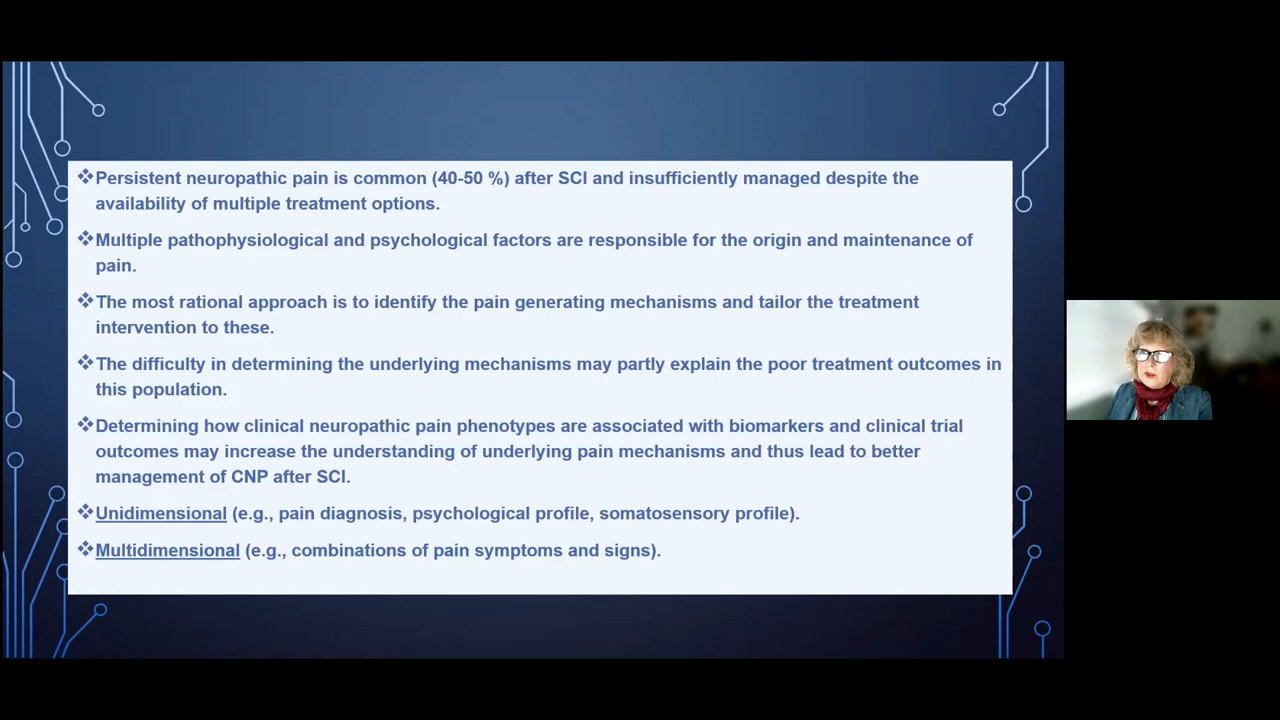 ❖Persistent neuropathic pain is common (40-50 %) after SCI and insufficiently managed despite the
availability of multiple treatment options.
❖Multiple pathophysiological and psychological factors are responsible for the origin and maintenance of
pain.
❖The most rational approach is to identify the pain generating mechanisms and tailor the treatment
intervention to these.
❖The difficulty in determining the underlying mechanisms may partly explain the poor treatment outcomes in
this population.
❖Determining how clinical neuropathic pain phenotypes are associated with biomarkers and clinical trial
outcomes may increase the understanding of underlying pain mechanisms and thus lead to better
management of CNP after SCI.
❖Unidimensional (e.g., pain diagnosis, psychological profile, somatosensory profile).
❖Multidimensional (e.g., combinations of pain symptoms and signs).